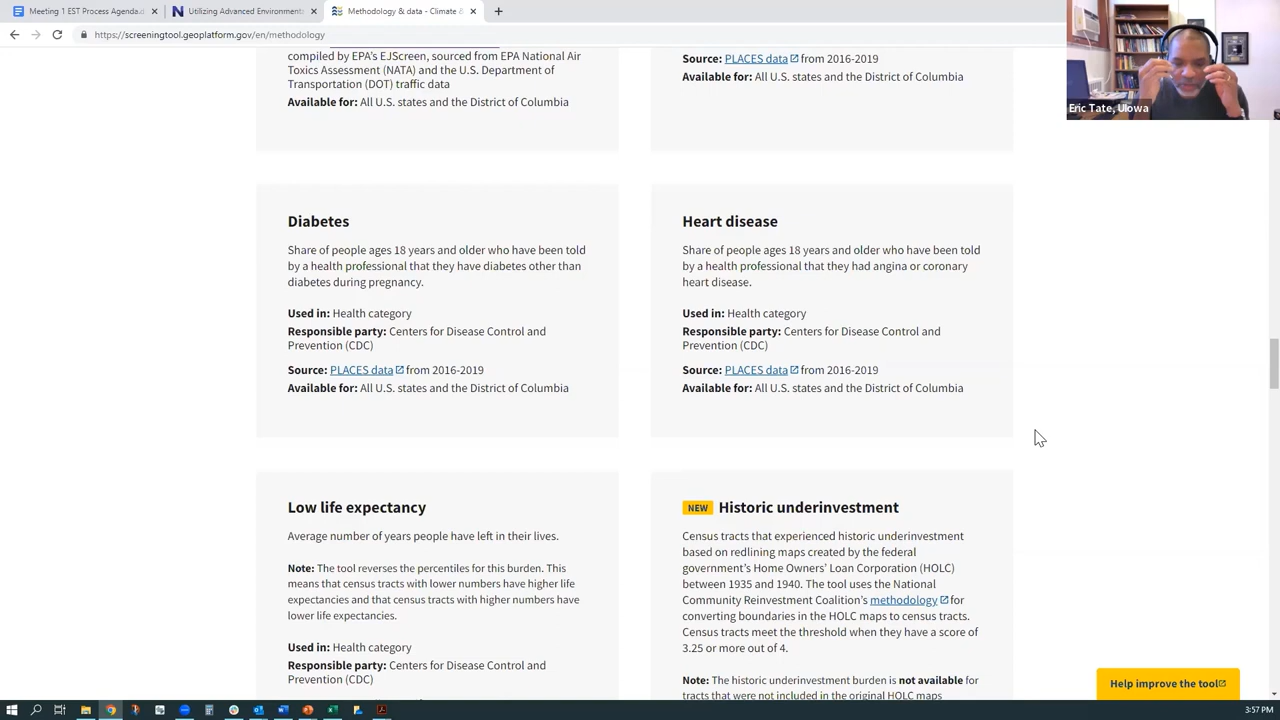 Meeting 1 EST Process Agenda.d
Utilizing Advanced Environmenta
Methodology & data - Climate &
https://screeningtool.geoplatform.gov/en/methodology
compiled by EPA's EJScreen, sourced from EPA National Air
Toxics Assessment (NATA) and the U.S. Department of
Transportation (DOT) traffic data
Available for: All U.S. states and the District of Columbia
Source: PLACES data from 2016-2019
Available for: All U.S. states and the District of Columbia
Eric Tate, UIowa
Diabetes
Share of people ages 18 years and older who have been told
by a health professional that they have diabetes other than
diabetes during pregnancy.
Used in: Health category
Responsible party: Centers for Disease Control and
Prevention (CDC)
Source: PLACES data from 2016-2019
Available for: All U.S. states and the District of Columbia
Heart disease
Share of people ages 18 years and older who have been told
by a health professional that they had angina or coronary
heart disease.
Used in: Health category
Responsible party: Centers for Disease Control and
Prevention (CDC)
Source: PLACES data from 2016-2019
Available for: All U.S. states and the District of Columbia
Low life expectancy
Average number of years people have left in their lives.
Note: The tool reverses the percentiles for this burden. This
means that census tracts with lower numbers have higher life
expectancies and that census tracts with higher numbers have
lower life expectancies.
Used in: Health category
Responsible party: Centers for Disease Control and
Prevention (CDC)
NEW Historic underinvestment
Census tracts that experienced historic underinvestment
based on redlining maps created by the federal
government's Home Owners' Loan Corporation (HOLC)
between 1935 and 1940. The tool uses the National
Community Reinvestment Coalition's methodology for
converting boundaries in the HOLC maps to census tracts.
Census tracts meet the threshold when they have a score of
3.25 or more out of 4.
Note: The historic underinvestment burden is not available for
tracts that were not included in the original HOLC maps
Help improve the tool
3:57 PM